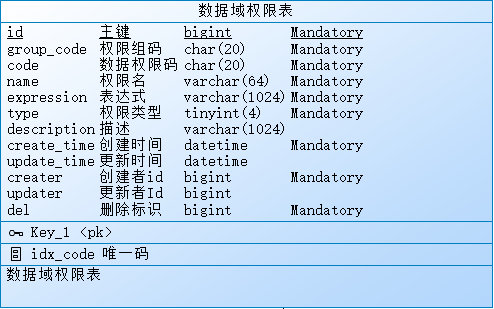 数据域权限表
id 主键 bigint Mandatory
group_code 权限组码 char(20) Mandatory
code 数据权限码 char(20) Mandatory
name 权限名 varchar(64) Mandatory
expression 表达式 varchar(1024) Mandatory
type 权限类型 tinyint(4) Mandatory
description 描述 varchar(1024)
create_time 创建时间 datetime Mandatory
update_time 更新时间 datetime
creater 创建者id bigint Mandatory
updater 更新者Id bigint
del 删除标识 bigint Mandatory
Key_1 <pk>
idx_code 唯一码
数据域权限表